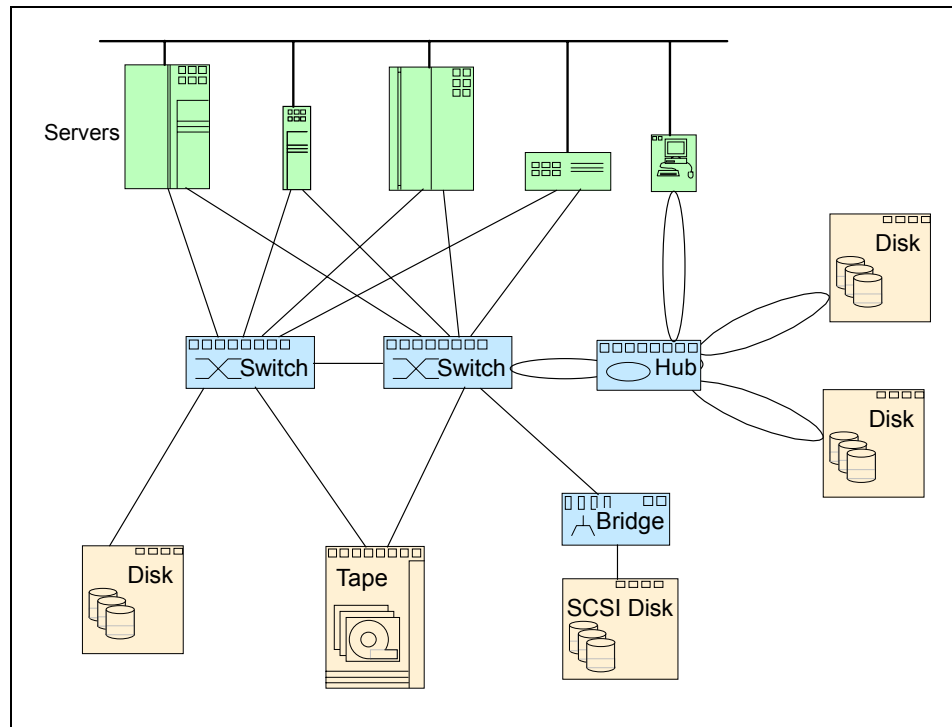 Servers
Disk
Switch
Switch
Hub
Disk
Bridge
Disk
Tape
SCSI Disk